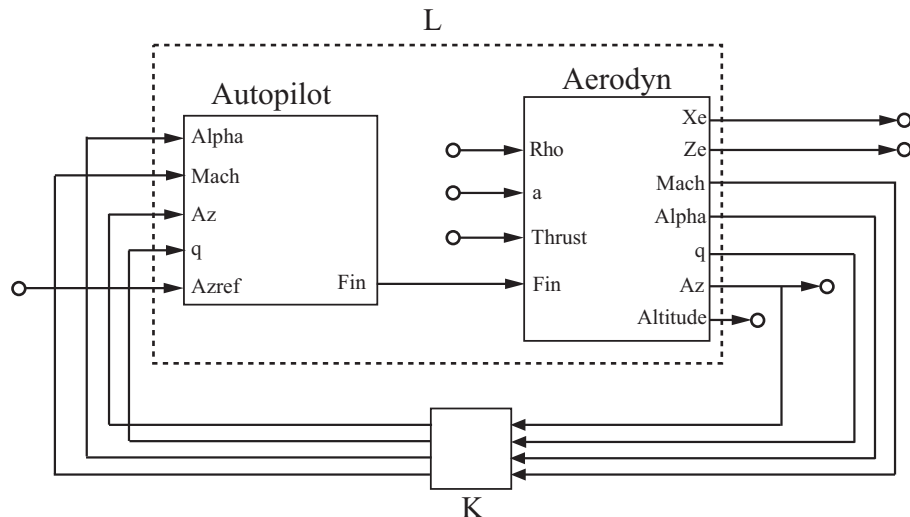 L
Autopilot
Alpha
Mach
Az
q
Azref
Fin
Aerodyn
Rho
a
Thrust
Fin
Xe
Ze
Mach
Alpha
q
Az
Altitude
K